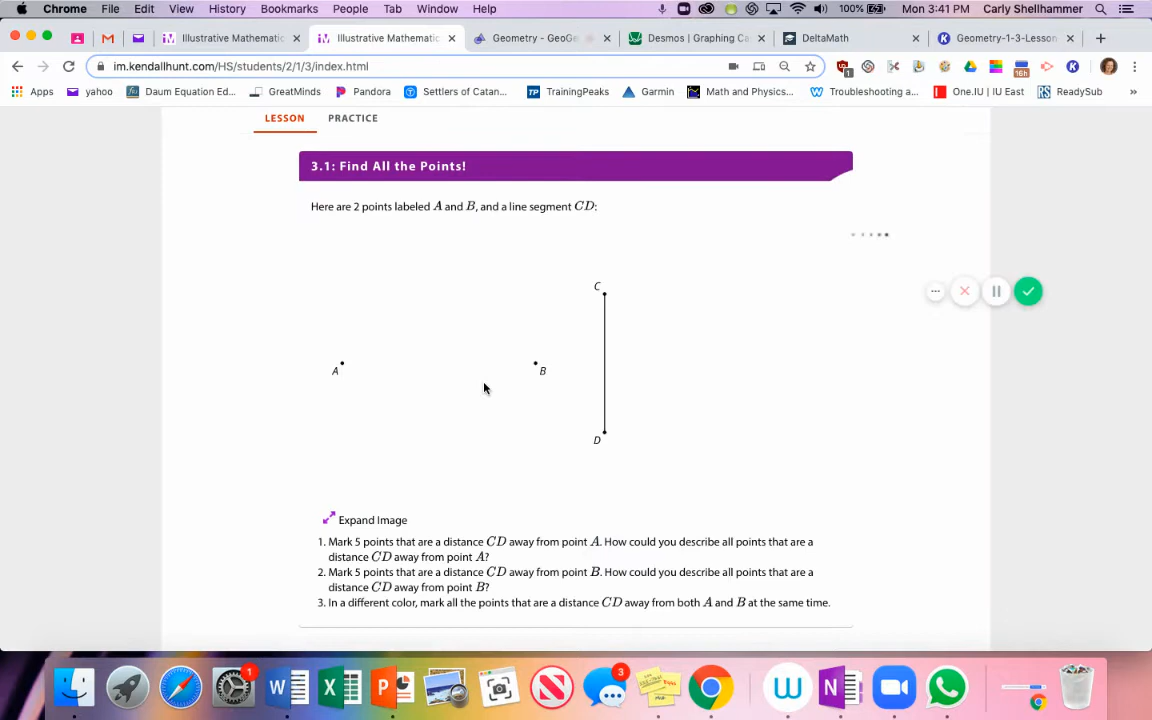 Chrome File Edit View History Bookmarks People Tab Window Help 100% Mon 3:41 PM Carly Shellhammer
Illustrative Mathematic Illustrative Mathematic Geometry - GeoGe Desmos | Graphing Ca DeltaMath Geometry-1-3-Lesson
im.kendallhunt.com/HS/students/2/1/3/index.html
Apps yahoo Daum Equation Ed... GreatMinds Pandora Settlers of Catan... TrainingPeaks Garmin Math and Physics... Troubleshooting a... One.IU | IU East ReadySub »
16h
1
LESSON PRACTICE
3.1: Find All the Points!
Here are 2 points labeled A and B, and a line segment CD:
C
A
B
D
Expand Image
1. Mark 5 points that are a distance CD away from point A. How could you describe all points that are a
distance CD away from point A?
2. Mark 5 points that are a distance CD away from point B. How could you describe all points that are a
distance CD away from point B?
3. In a different color, mark all the points that are a distance CD away from both A and B at the same time.
1
3